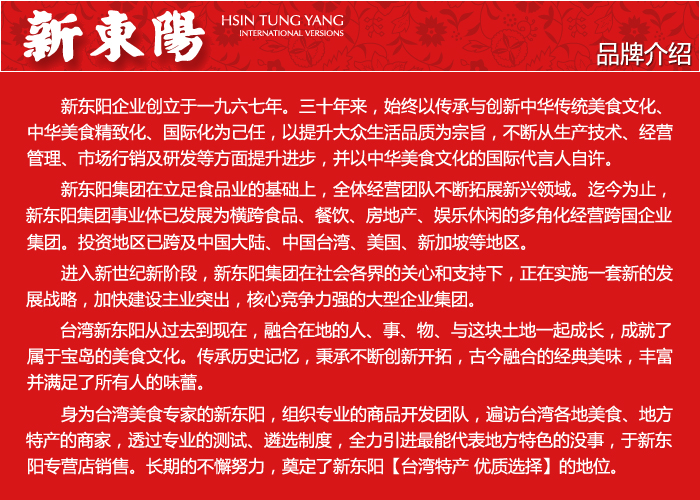 新東陽
HSIN TUNG YANG
INTERNATIONAL VERSIONS
品牌介绍
新东阳企业创立于一九六七年。三十年来，始终以传承与创新中华传统美食文化、
中华美食精致化、国际化为己任，以提升大众生活品质为宗旨，不断从生产技术、经营
管理、市场行销及研发等方面提升进步，并以中华美食文化的国际代言人自许。
新东阳集团在立足食品业的基础上，全体经营团队不断拓展新兴领域。迄今为止，
新东阳集团事业体已发展为横跨食品、餐饮、房地产、娱乐休闲的多角化经营跨国企业
集团。投资地区已跨及中国大陆、中国台湾、美国、新加坡等地区。
进入新世纪新阶段，新东阳集团在社会各界的关心和支持下，正在实施一套新的发
展战略，加快建设主业突出，核心竞争力强的大型企业集团。
台湾新东阳从过去到现在，融合在地的人、事、物、与这块土地一起成长，成就了
属于宝岛的美食文化。传承历史记忆，秉承不断创新开拓，古今融合的经典美味，丰富
并满足了所有人的味蕾。
身为台湾美食专家的新东阳，组织专业的商品开发团队，遍访台湾各地美食、地方
特产的商家，透过专业的测试、遴选制度，全力引进最能代表地方特色的没事，于新东
阳专营店销售。长期的不懈努力，奠定了新东阳【台湾特产 优质选择】的地位。